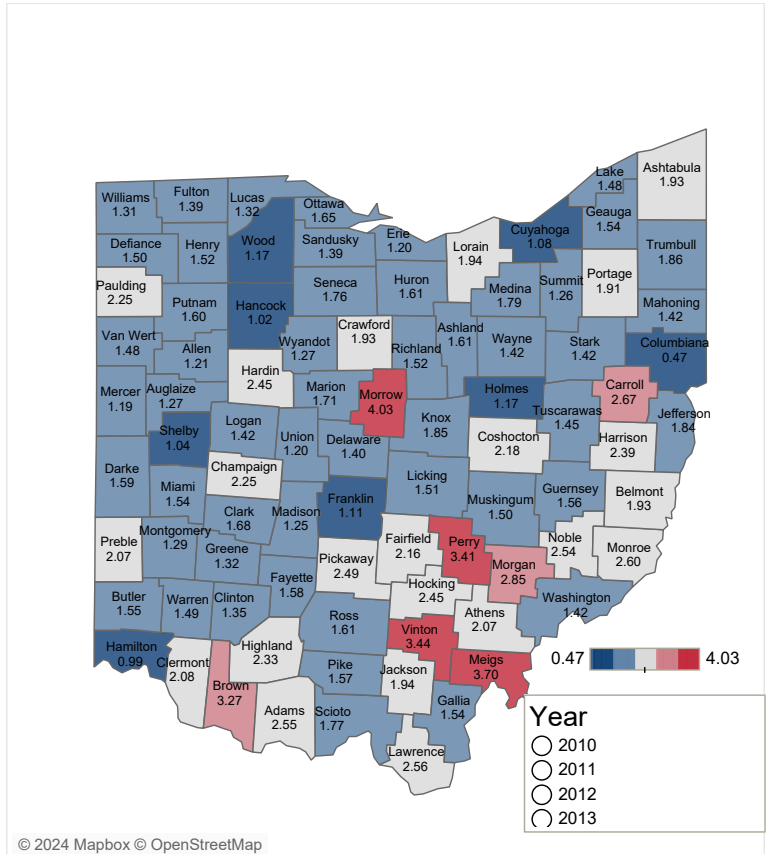 Ashtabula
1.93
Lake
1.48
Williams
1.31
Fulton
1.39
Lucas
1.32
Ottawa
1.65
Geauga
1.54
Defiance
1.50
Henry
1.52
Wood
1.17
Sandusky
1.39
Erie
1.20
Lorain
1.94
Cuyahoga
1.08
Trumbull
1.86
Paulding
2.25
Putnam
1.60
Hancock
1.02
Seneca
1.76
Huron
1.61
Medina
1.79
Summit
1.26
Portage
1.91
Mahoning
1.42
Van Wert
1.48
Allen
1.21
Wyandot
1.27
Crawford
1.93
Richland
1.52
Ashland
1.61
Wayne
1.42
Stark
1.42
Columbiana
0.47
Mercer
1.19
Auglaize
1.27
Hardin
2.45
Marion
1.71
Morrow
4.03
Holmes
1.17
Tuscarawas
1.45
Carroll
2.67
Jefferson
1.84
Shelby
1.04
Logan
1.42
Union
1.20
Delaware
1.40
Knox
1.85
Coshocton
2.18
Harrison
2.39
Darke
1.59
Miami
1.54
Champaign
2.25
Clark
1.68
Madison
1.25
Franklin
1.11
Licking
1.51
Muskingum
1.50
Guernsey
1.56
Belmont
1.93
Preble
2.07
Montgomery
1.29
Greene
1.32
Fayette
1.58
Pickaway
2.49
Fairfield
2.16
Perry
3.41
Morgan
2.85
Noble
2.54
Monroe
2.60
Butler
1.55
Warren
1.49
Clinton
1.35
Ross
1.61
Hocking
2.45
Athens
2.07
Washington
1.42
Hamilton
0.99
Clermont
2.08
Brown
3.27
Highland
2.33
Pike
1.57
Vinton
3.44
Jackson
1.94
Meigs
3.70
Adams
2.55
Scioto
1.77
Gallia
1.54
Lawrence
2.56
0.47 4.03
Year
2010
2011
2012
2013
© 2024 Mapbox © OpenStreetMap